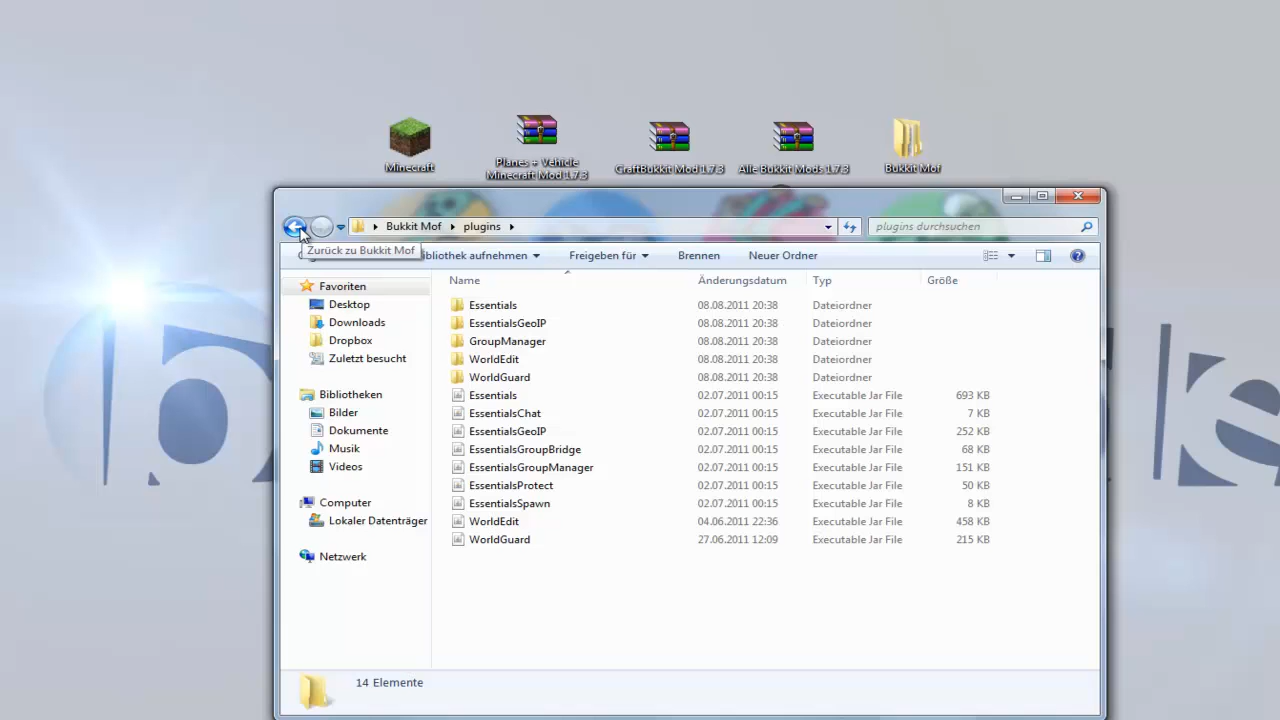 Minecraft
Planes + Vehicle
Minecraft Mod 1.7.3
CraftBukkit Mod 1.7.3
Alle Bukkit Mods 1.7.3
Bukkit Mof
Bukkit Mof plugins
plugins durchsuchen
Zurück zu Bukkit Mof
Freigeben für Brennen Neuer Ordner
Name Änderungsdatum Typ Größe
Favoriten
Desktop
Downloads
Dropbox
Zuletzt besucht
Bibliotheken
Bilder
Dokumente
Musik
Videos
Computer
Lokaler Datenträger
Netzwerk
Essentials 08.08.2011 20:38 Dateiordner
EssentialsGeoIP 08.08.2011 20:38 Dateiordner
GroupManager 08.08.2011 20:38 Dateiordner
WorldEdit 08.08.2011 20:38 Dateiordner
WorldGuard 08.08.2011 20:38 Dateiordner
Essentials 02.07.2011 00:15 Executable Jar File 693 KB
EssentialsChat 02.07.2011 00:15 Executable Jar File 7 KB
EssentialsGeoIP 02.07.2011 00:15 Executable Jar File 252 KB
EssentialsGroupBridge 02.07.2011 00:15 Executable Jar File 68 KB
EssentialsGroupManager 02.07.2011 00:15 Executable Jar File 151 KB
EssentialsProtect 02.07.2011 00:15 Executable Jar File 50 KB
EssentialsSpawn 02.07.2011 00:15 Executable Jar File 8 KB
WorldEdit 04.06.2011 22:36 Executable Jar File 458 KB
WorldGuard 27.06.2011 12:09 Executable Jar File 215 KB
14 Elemente